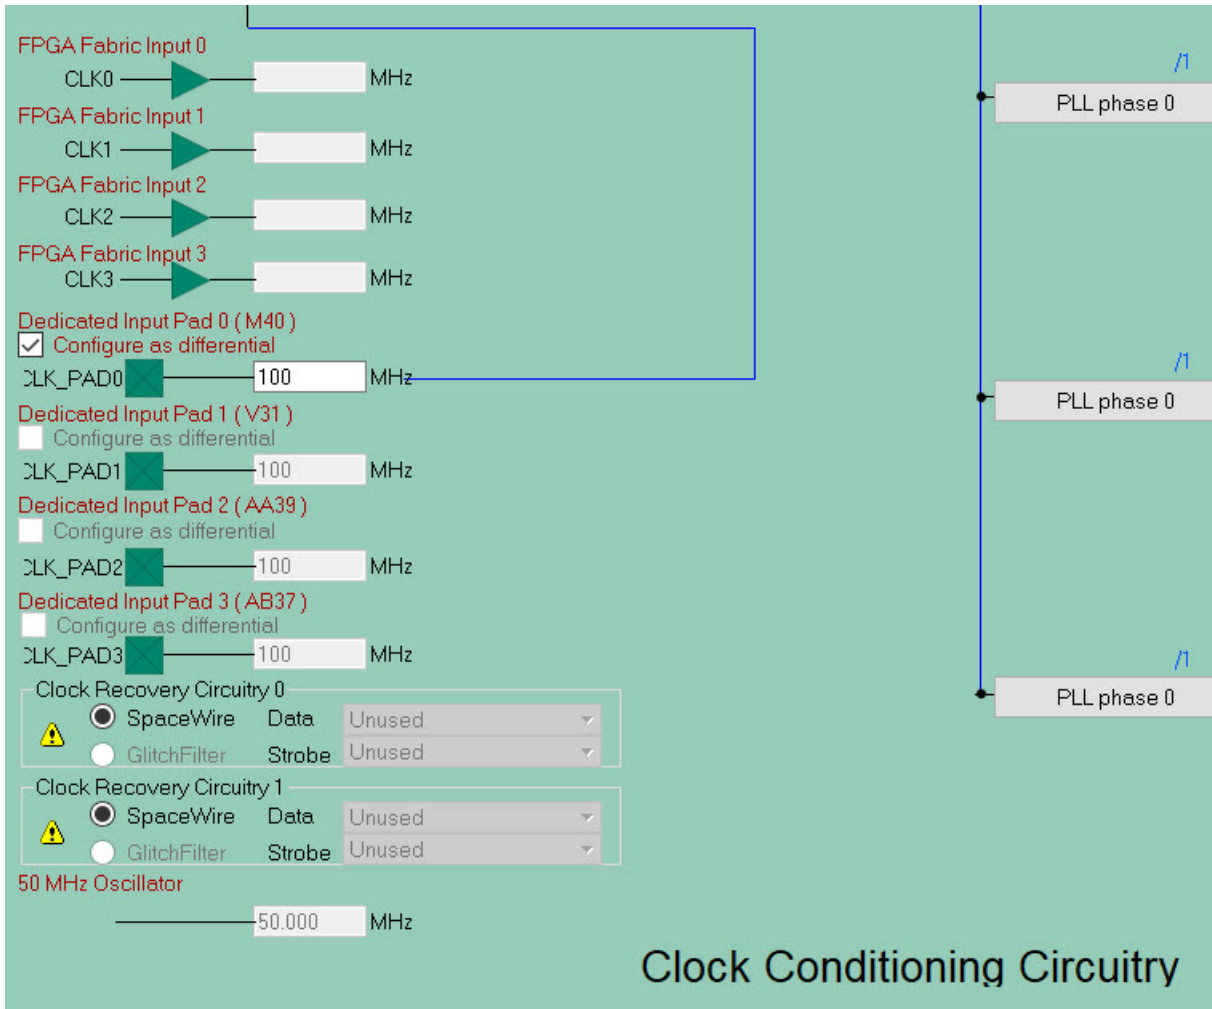 FPGA Fabric Input 0
CLK0 MHz
/1
PLL phase 0
FPGA Fabric Input 1
CLK1 MHz
FPGA Fabric Input 2
CLK2 MHz
FPGA Fabric Input 3
CLK3 MHz
Dedicated Input Pad 0 ( M40 )
Configure as differential
CLK_PAD0 100 MHz
/1
PLL phase 0
Dedicated Input Pad 1 ( V31 )
Configure as differential
CLK_PAD1 100 MHz
Dedicated Input Pad 2 ( AA39 )
Configure as differential
CLK_PAD2 100 MHz
Dedicated Input Pad 3 ( AB37 )
Configure as differential
CLK_PAD3 100 MHz
/1
PLL phase 0
Clock Recovery Circuitry 0
SpaceWire Data Unused
GlitchFilter Strobe Unused
Clock Recovery Circuitry 1
SpaceWire Data Unused
GlitchFilter Strobe Unused
50 MHz Oscillator
50.000 MHz
Clock Conditioning Circuitry